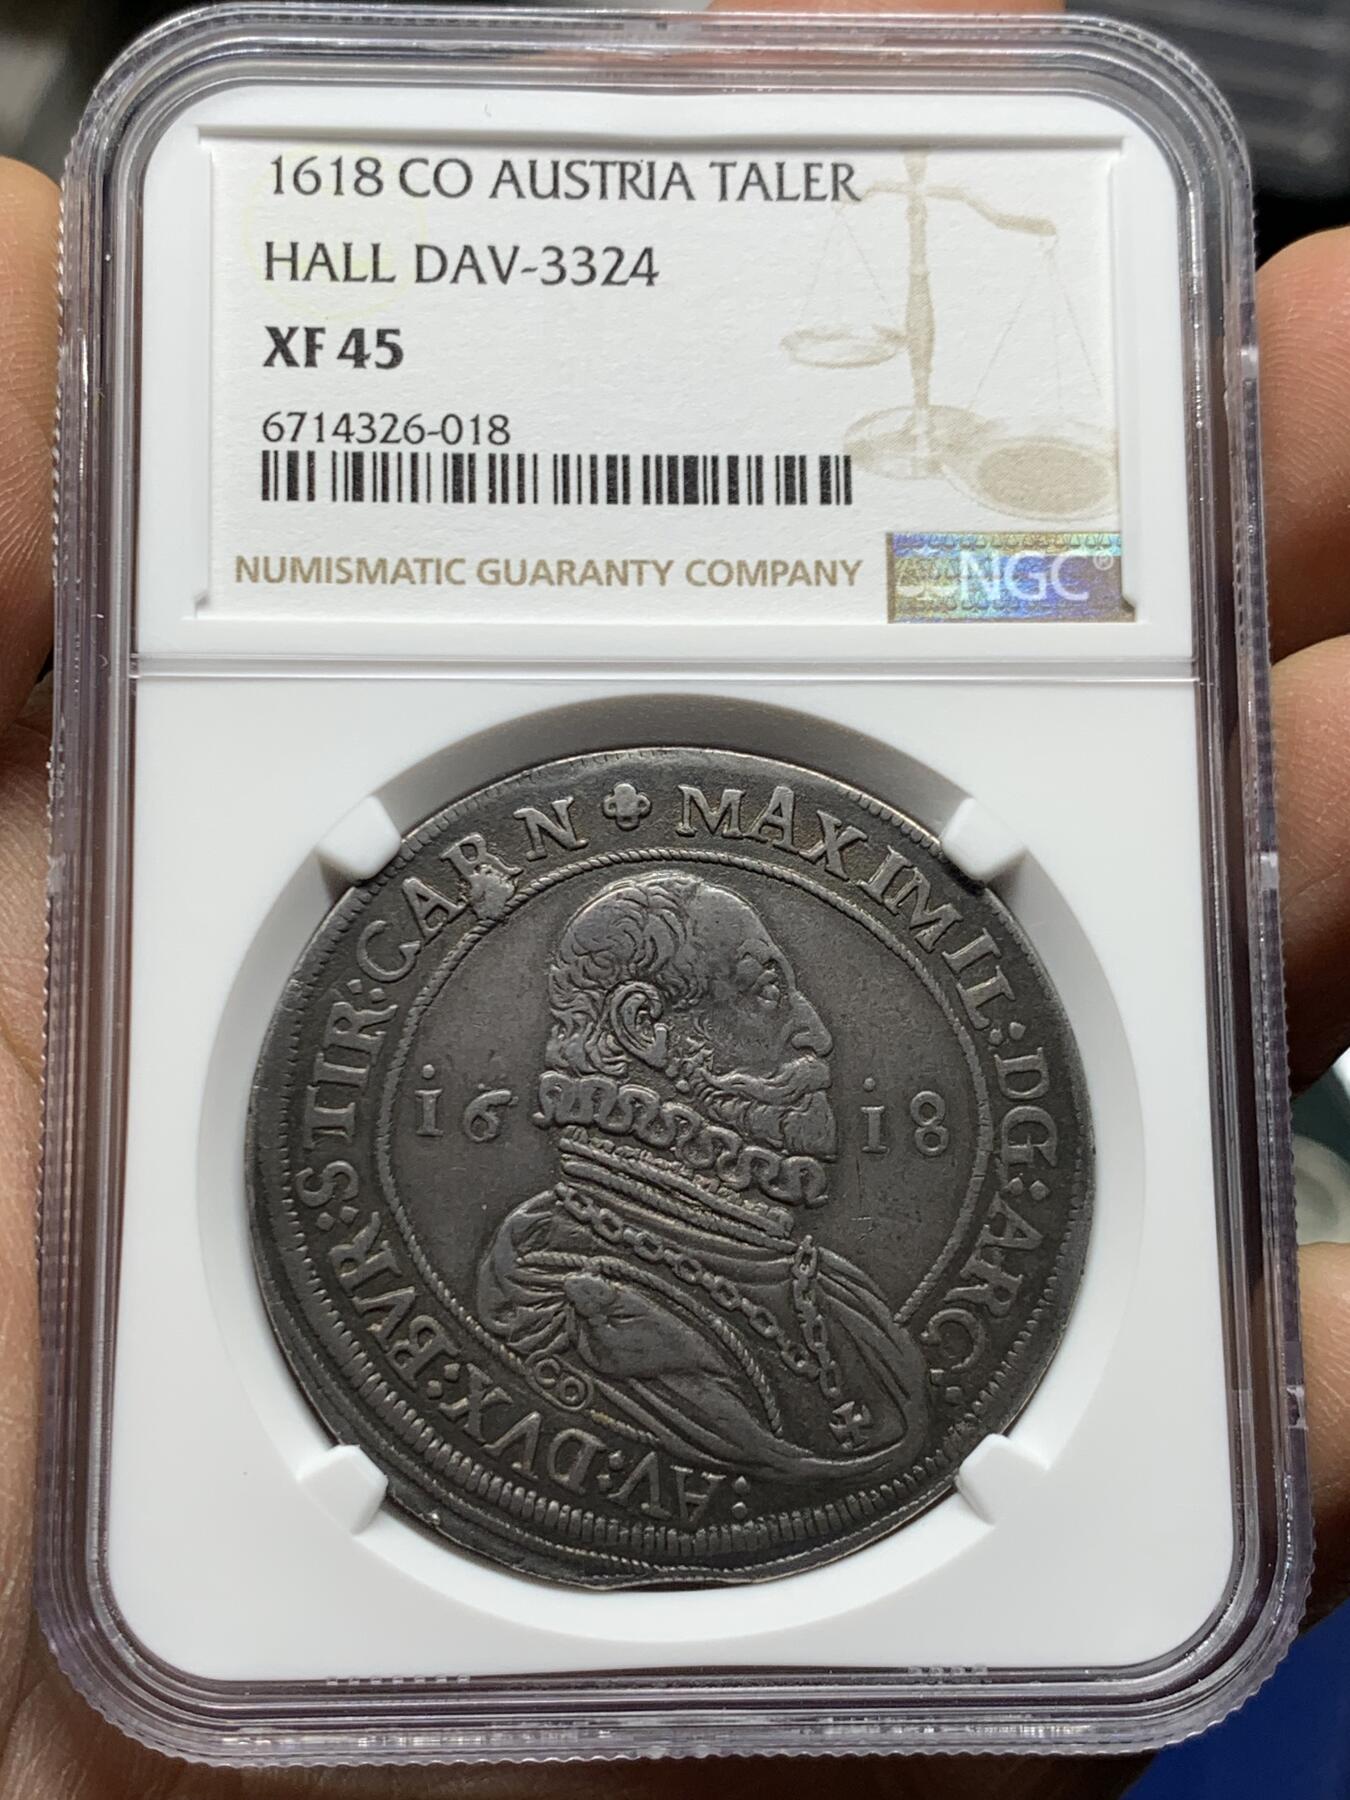 1618 CO AUSTRIA TALER
HALL DAV-3324
XF 45
6714326-018
NUMISMATIC GUARANTY COMPANY
NGC®
MAXIMIL:DG:ARC:
:AV:DVX:BVR:STIR:CARN
16 18
CO